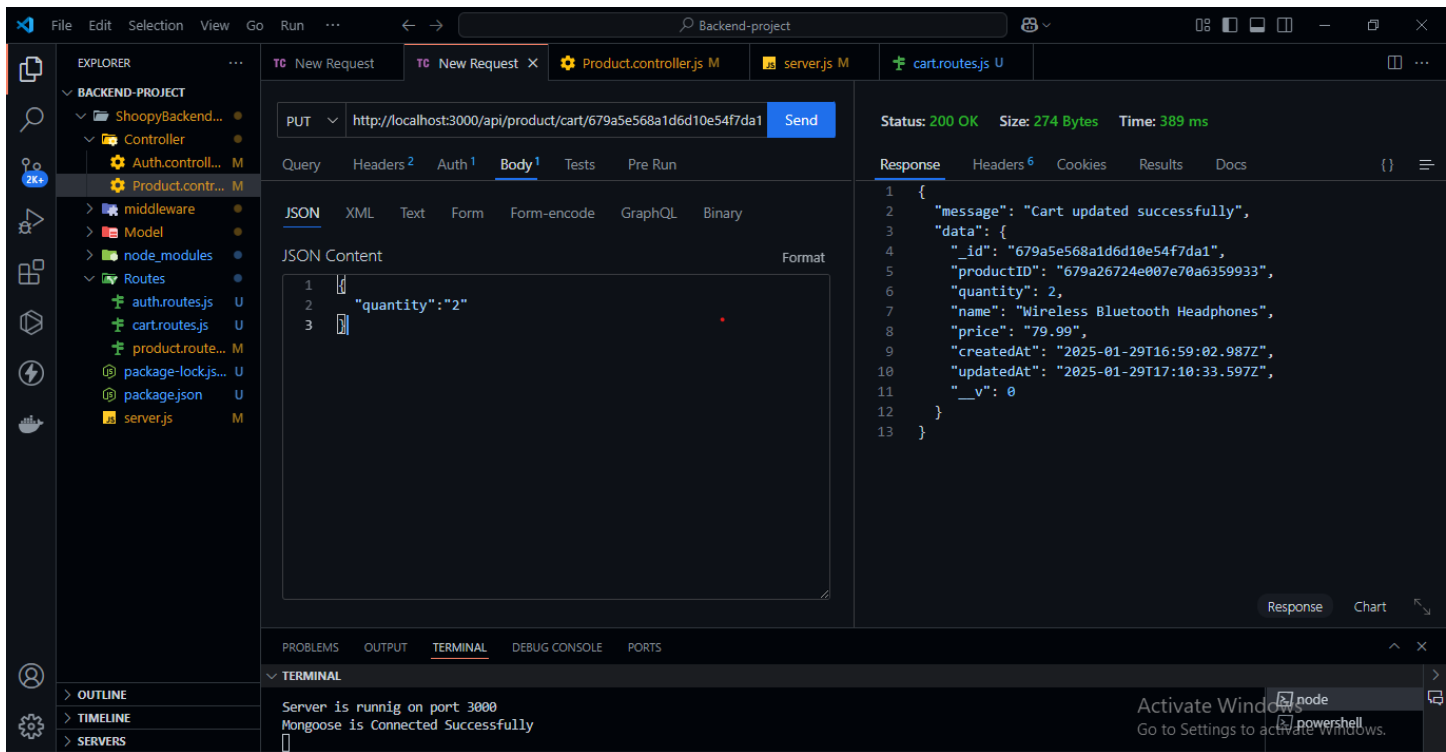 File Edit Selection View Go Run ··· Backend-project
EXPLORER ···
BACKEND-PROJECT
ShoopyBackend...
Controller
Auth.controll... M
Product.contr... M
middleware
Model
node_modules
Routes
auth.routes.js U
cart.routes.js U
product.route... M
package-lock.js... U
package.json U
server.js M
2K+
OUTLINE
TIMELINE
SERVERS
TC New Request TC New Request Product.controller.js M JS server.js M cart.routes.js U ···
PUT http://localhost:3000/api/product/cart/679a5e568a1d6d10e54f7da1 Send
Query Headers 2 Auth 1 Body 1 Tests Pre Run
JSON XML Text Form Form-encode GraphQL Binary
JSON Content Format
1 {
2 "quantity":"2"
3 }
Status: 200 OK Size: 274 Bytes Time: 389 ms
Response Headers 6 Cookies Results Docs {}
1 {
2 "message": "Cart updated successfully",
3 "data": {
4 "_id": "679a5e568a1d6d10e54f7da1",
5 "productID": "679a26724e007e70a6359933",
6 "quantity": 2,
7 "name": "Wireless Bluetooth Headphones",
8 "price": "79.99",
9 "createdAt": "2025-01-29T16:59:02.987Z",
10 "updatedAt": "2025-01-29T17:10:33.597Z",
11 "__v": 0
12 }
13 }
Response Chart
PROBLEMS OUTPUT TERMINAL DEBUG CONSOLE PORTS
TERMINAL
Server is runnig on port 3000
Mongoose is Connected Successfully
node
powershell
Activate Windows
Go to Settings to activate Windows.